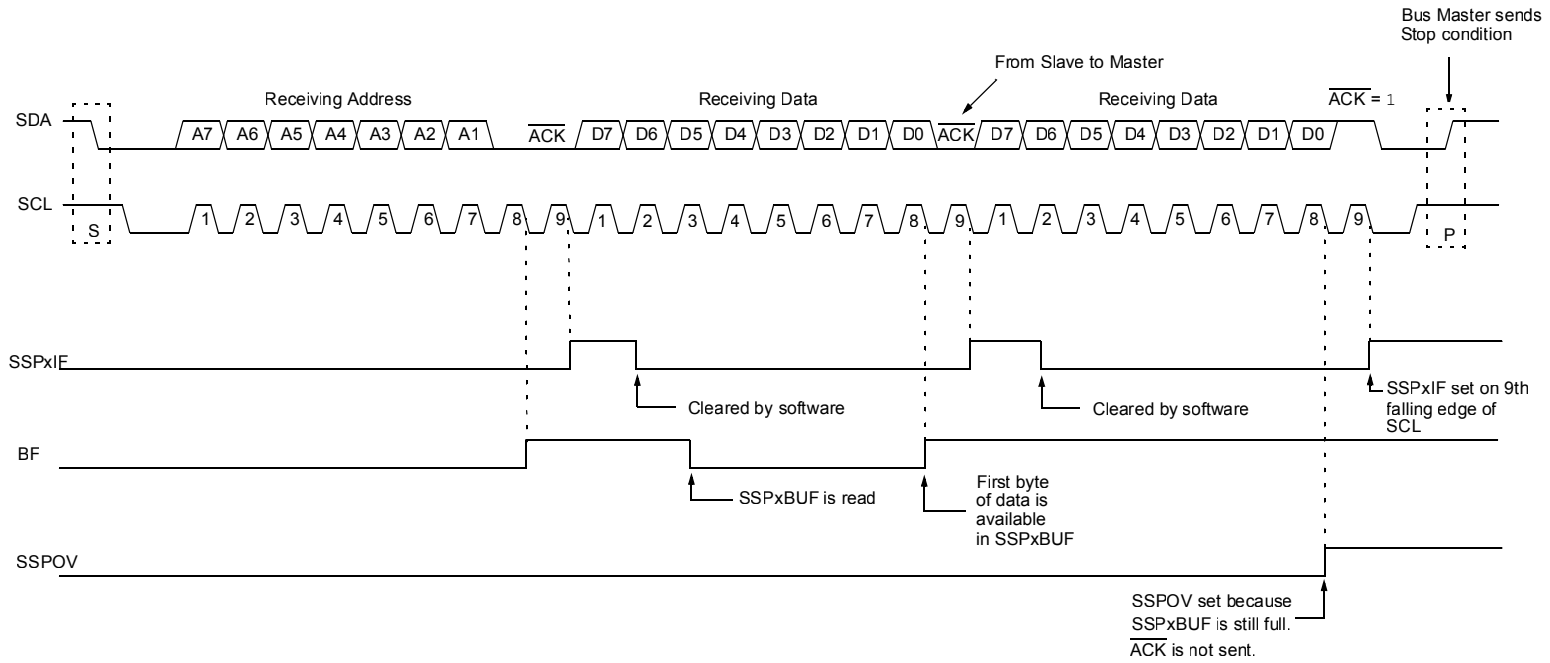 Bus Master sends
Stop condition
From Slave to Master
Receiving Address
Receiving Data
Receiving Data
ACK = 1
SDA
A7 A6 A5 A4 A3 A2 A1 ACK D7 D6 D5 D4 D3 D2 D1 D0 ACK D7 D6 D5 D4 D3 D2 D1 D0
SCL
S
1 2 3 4 5 6 7 8 9 1 2 3 4 5 6 7 8 9 1 2 3 4 5 6 7 8 9
P
SSPxIF
Cleared by software
Cleared by software
SSPxIF set on 9th
falling edge of
SCL
BF
SSPxBUF is read
First byte
of data is
available
in SSPxBUF
SSPOV
SSPOV set because
SSPxBUF is still full.
ACK is not sent.